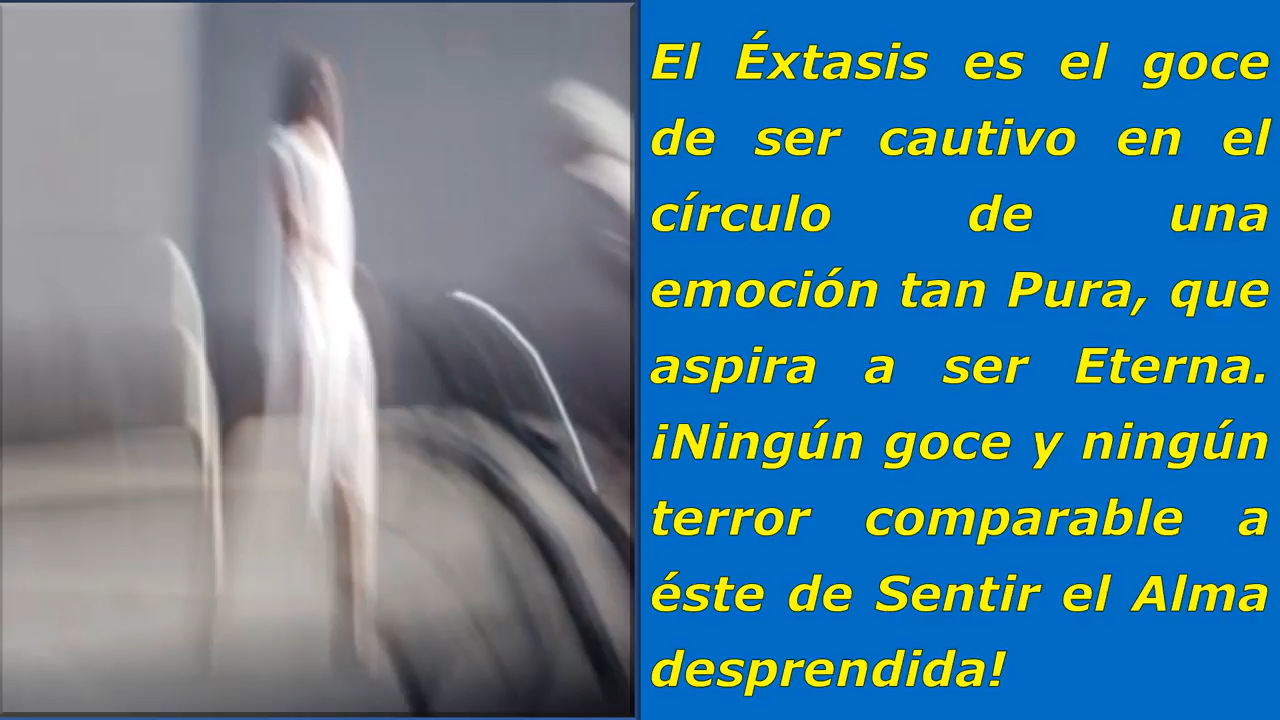 El Éxtasis es el goce
de ser cautivo en el
círculo de una
emoción tan Pura, que
aspira a ser Eterna.
¡Ningún goce y ningún
terror comparable a
éste de Sentir el Alma
desprendida!